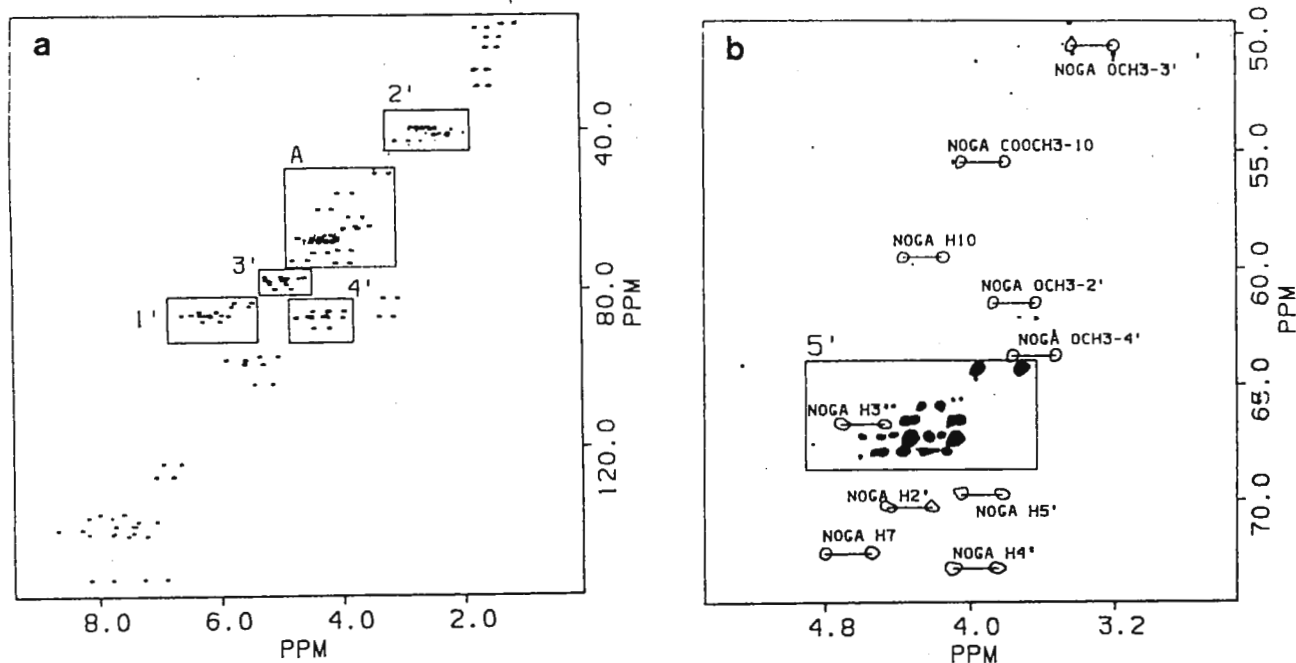 a
2'
A
3'
4'
1'
40.0
80.0
120.0
PPM
8.0 6.0 4.0 2.0
PPM
b
NOGA OCH3-3'
NOGA COOCH3-10
NOGA H10
NOGA OCH3-2'
NOGA OCH3-4'
5'
NOGA H3''
NOGA H2'
NOGA H5'
NOGA H7
NOGA H4'
50.0
55.0
60.0
65.0
70.0
PPM
4.8 4.0 3.2
PPM